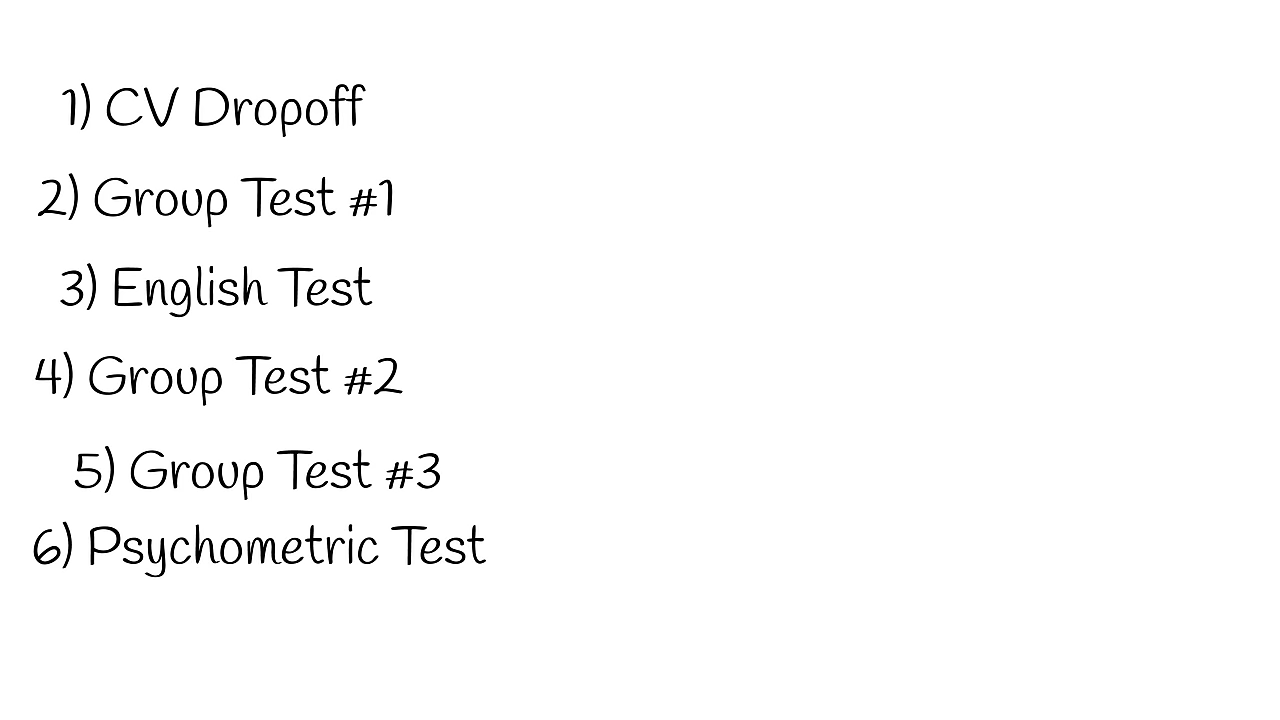 1) CV Dropoff
2) Group Test #1
3) English Test
4) Group Test #2
5) Group Test #3
6) Psychometric Test